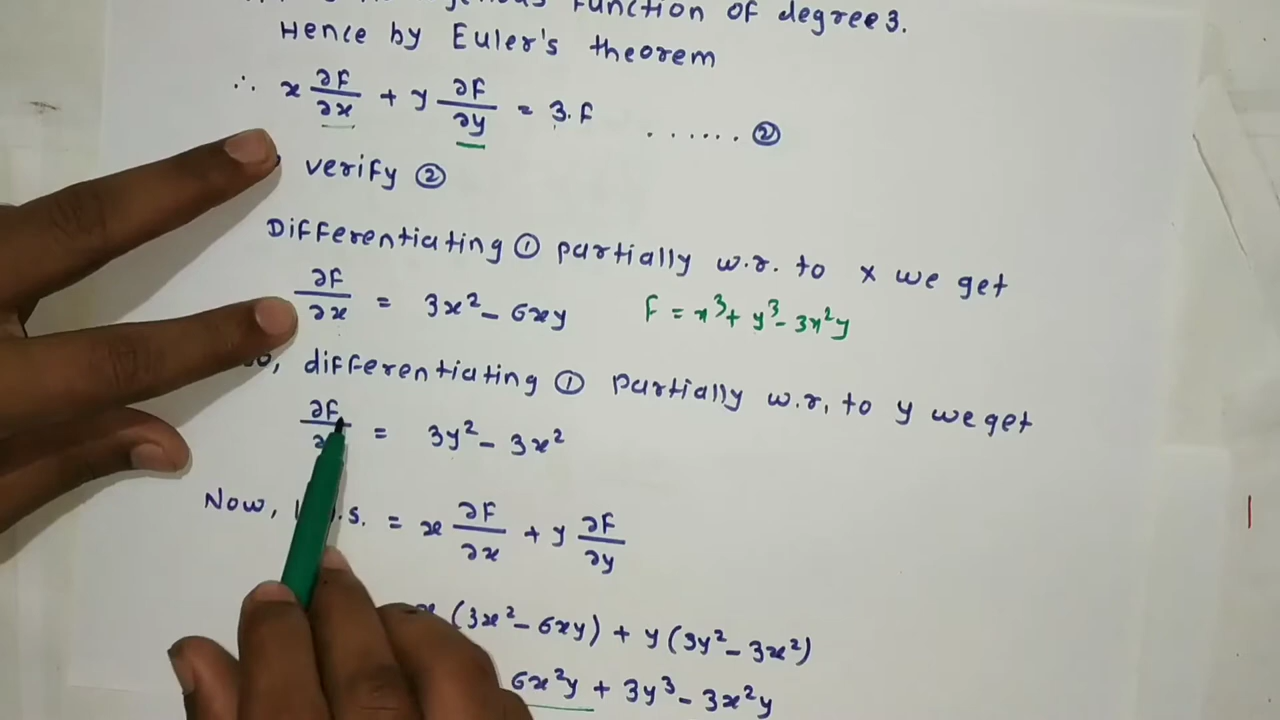 function of degree 3.
Hence by Euler's theorem
∴ x ∂F/∂x + y ∂F/∂y = 3.F ...... ②
verify ②
Differentiating ① partially w.r. to x we get
∂F/∂x = 3x² - 6xy F = x³ + y³ - 3x²y
differentiating ① Partially w.r. to y we get
∂F/ = 3y² - 3x²
Now, .s. = x ∂F/∂x + y ∂F/∂y
x (3x² - 6xy) + y (3y² - 3x²)
6x²y + 3y³ - 3x²y